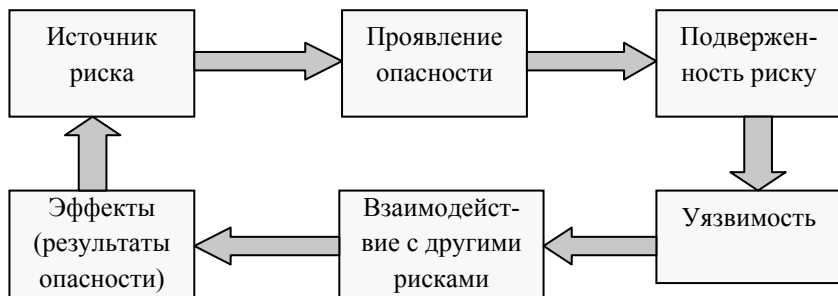 Источник
риска
Проявление
опасности
Подвержен-
ность риску
Уязвимость
Взаимодейст-
вие с другими
рисками
Эффекты
(результаты
опасности)